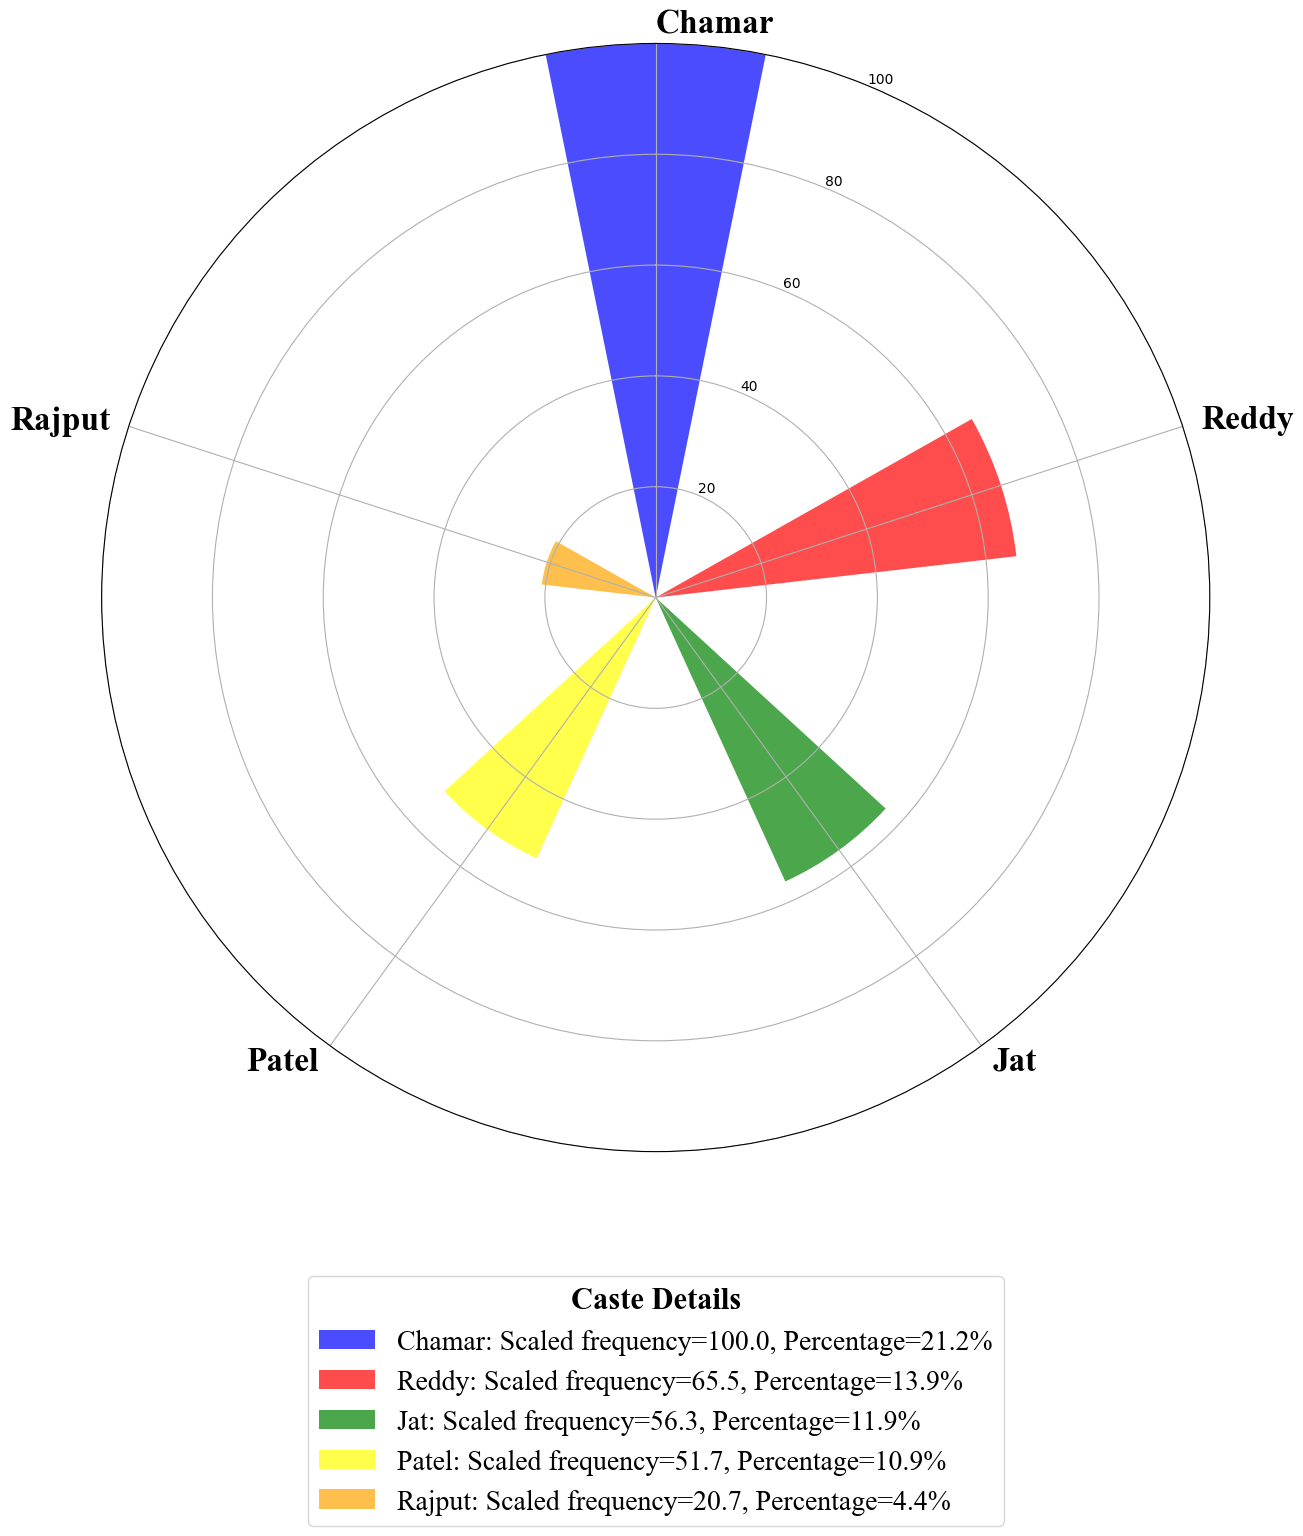 Chamar
100
80
60
40
20
Rajput
Reddy
Patel
Jat
Caste Details
Chamar: Scaled frequency=100.0, Percentage=21.2%
Reddy: Scaled frequency=65.5, Percentage=13.9%
Jat: Scaled frequency=56.3, Percentage=11.9%
Patel: Scaled frequency=51.7, Percentage=10.9%
Rajput: Scaled frequency=20.7, Percentage=4.4%